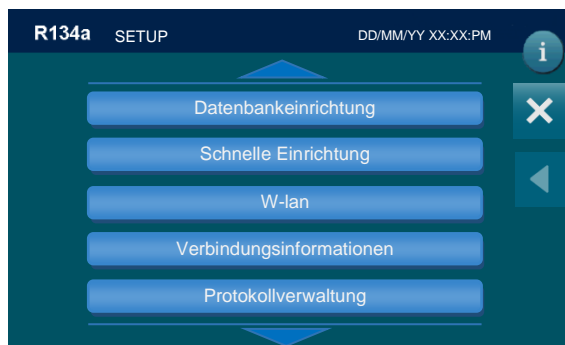 R134a SETUP DD/MM/YY XX:XX:PM
i
Datenbankeinrichtung
Schnelle Einrichtung
W-lan
Verbindungsinformationen
Protokollverwaltung